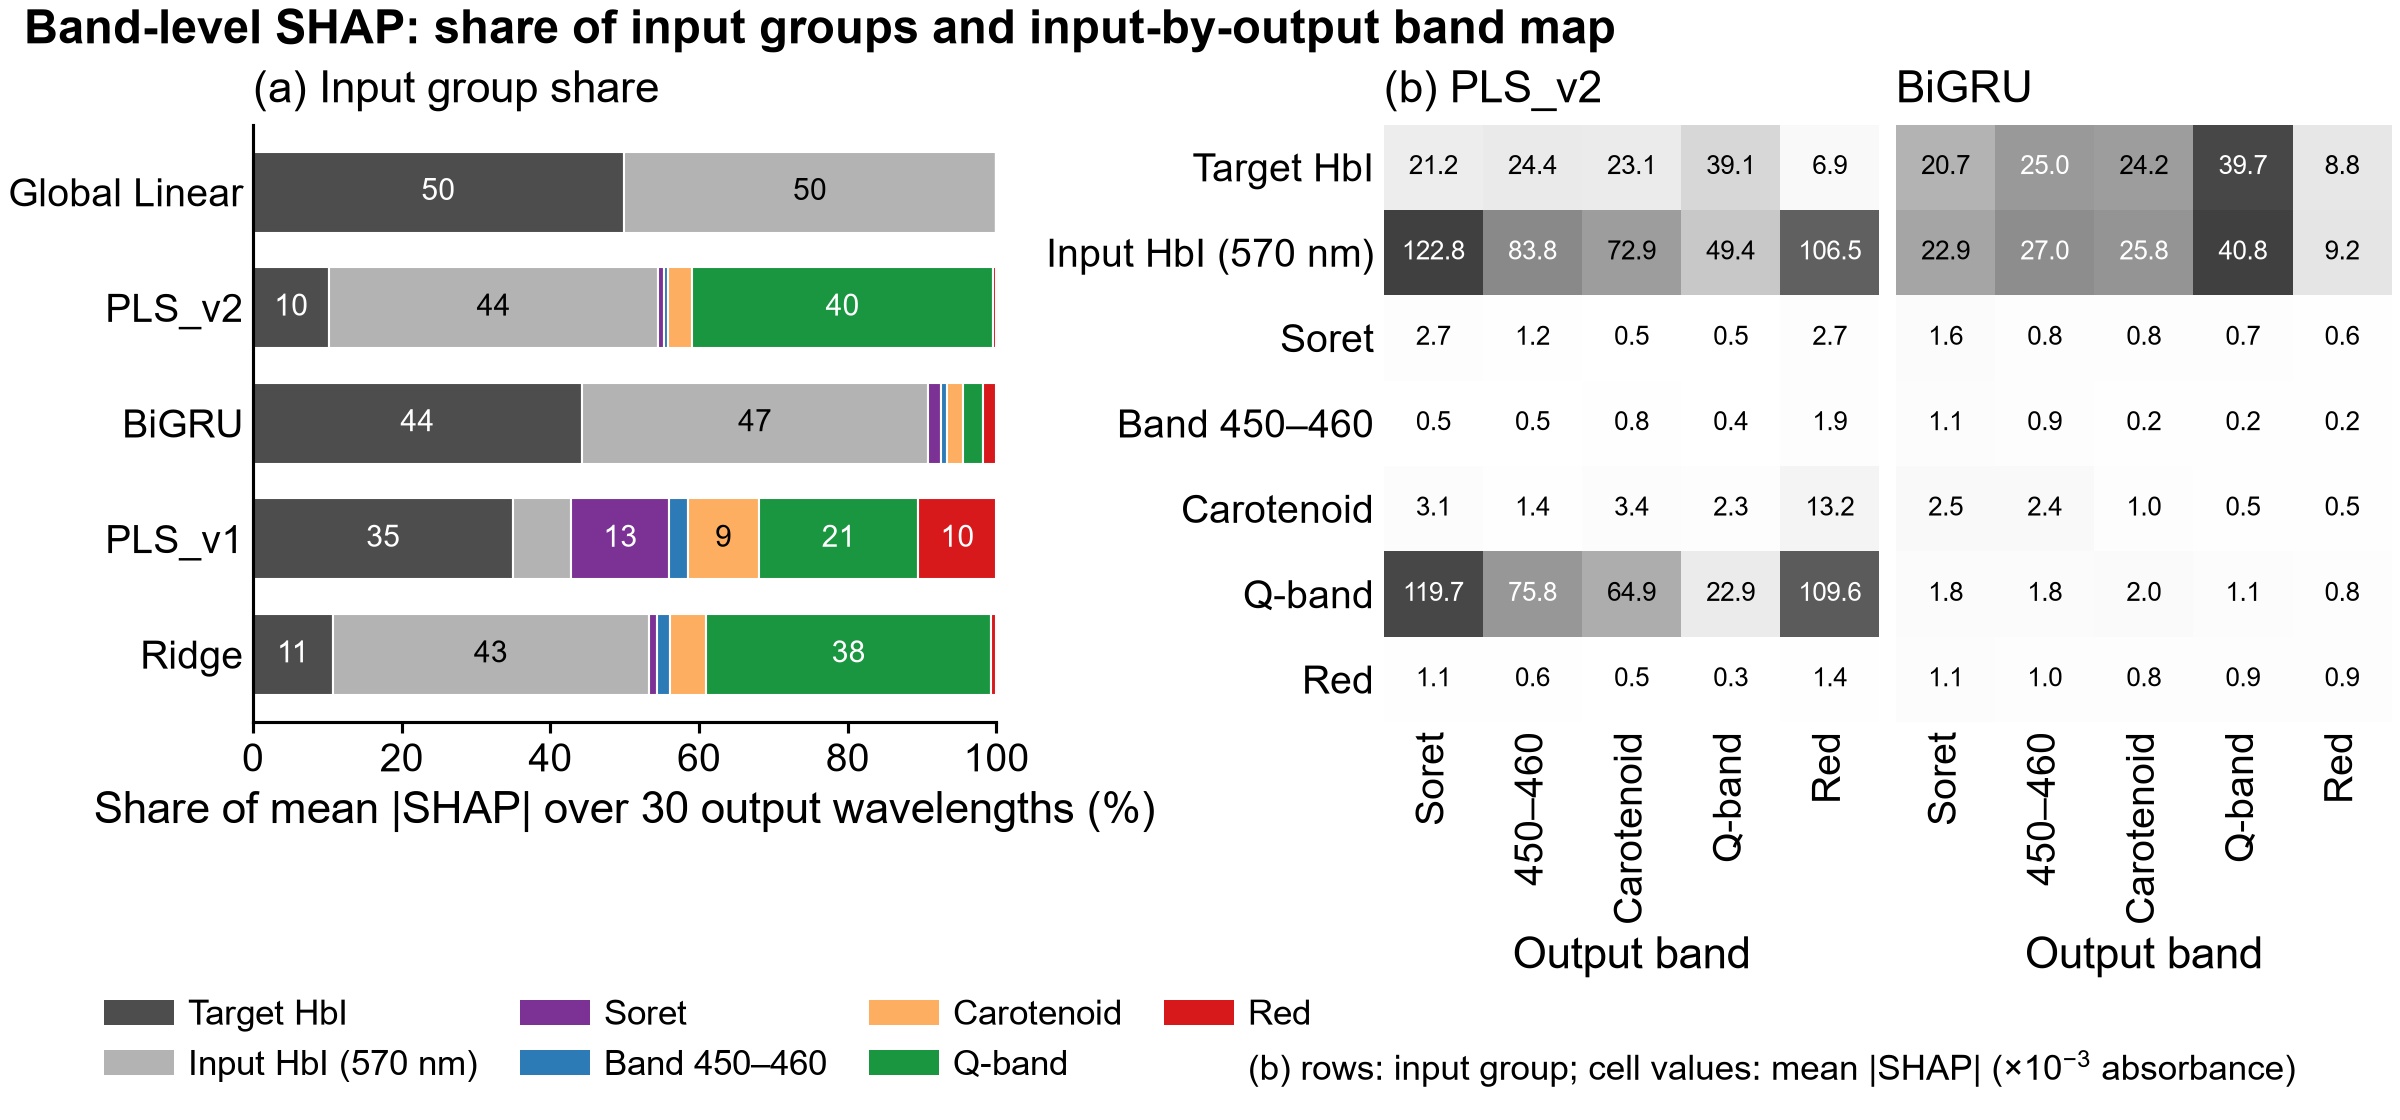 Band-level SHAP: share of input groups and input-by-output band map
(a) Input group share
Global Linear 50 50
PLS_v2 10 44 40
BiGRU 44 47
PLS_v1 35 13 9 21 10
Ridge 11 43 38
0 20 40 60 80 100
Share of mean |SHAP| over 30 output wavelengths (%)
(b) PLS_v2 BiGRU
Target HbI 21.2 24.4 23.1 39.1 6.9 20.7 25.0 24.2 39.7 8.8
Input HbI (570 nm) 122.8 83.8 72.9 49.4 106.5 22.9 27.0 25.8 40.8 9.2
Soret 2.7 1.2 0.5 0.5 2.7 1.6 0.8 0.8 0.7 0.6
Band 450–460 0.5 0.5 0.8 0.4 1.9 1.1 0.9 0.2 0.2 0.2
Carotenoid 3.1 1.4 3.4 2.3 13.2 2.5 2.4 1.0 0.5 0.5
Q-band 119.7 75.8 64.9 22.9 109.6 1.8 1.8 2.0 1.1 0.8
Red 1.1 0.6 0.5 0.3 1.4 1.1 1.0 0.8 0.9 0.9
Soret 450–460 Carotenoid Q-band Red Soret 450–460 Carotenoid Q-band Red
Output band Output band
Target HbI Soret Carotenoid Red
Input HbI (570 nm) Band 450–460 Q-band
(b) rows: input group; cell values: mean |SHAP| (×10⁻³ absorbance)